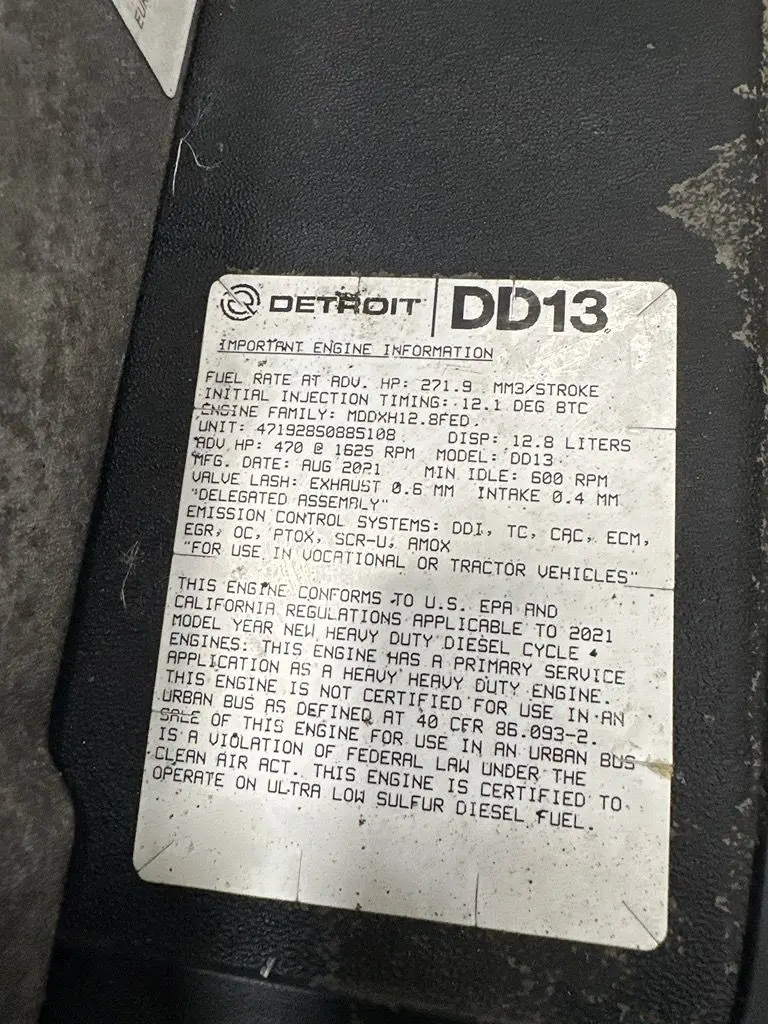 EUR
DETROIT DD13
IMPORTANT ENGINE INFORMATION
FUEL RATE AT ADV. HP: 271.9 MM3/STROKE
INITIAL INJECTION TIMING: 12.1 DEG BTC
ENGINE FAMILY: MDDXH12.8FED
UNIT: 47192850885108 DISP: 12.8 LITERS
ADV HP: 470 @ 1625 RPM MODEL: DD13
MFG. DATE: AUG 2021 MIN IDLE: 600 RPM
VALVE LASH: EXHAUST 0.6 MM INTAKE 0.4 MM
"DELEGATED ASSEMBLY"
EMISSION CONTROL SYSTEMS: DDI, TC, CAC, ECM,
EGR, OC, PTOX, SCR-U, AMOX
"FOR USE IN VOCATIONAL OR TRACTOR VEHICLES"
THIS ENGINE CONFORMS TO U.S. EPA AND
CALIFORNIA REGULATIONS APPLICABLE TO 2021
MODEL YEAR NEW HEAVY DUTY DIESEL CYCLE
ENGINES. THIS ENGINE HAS A PRIMARY SERVICE
APPLICATION AS A HEAVY HEAVY DUTY ENGINE.
THIS ENGINE IS NOT CERTIFIED FOR USE IN AN
URBAN BUS AS DEFINED AT 40 CFR 86.093-2.
SALE OF THIS ENGINE FOR USE IN AN URBAN BUS
IS A VIOLATION OF FEDERAL LAW UNDER THE
CLEAN AIR ACT. THIS ENGINE IS CERTIFIED TO
OPERATE ON ULTRA LOW SULFUR DIESEL FUEL.